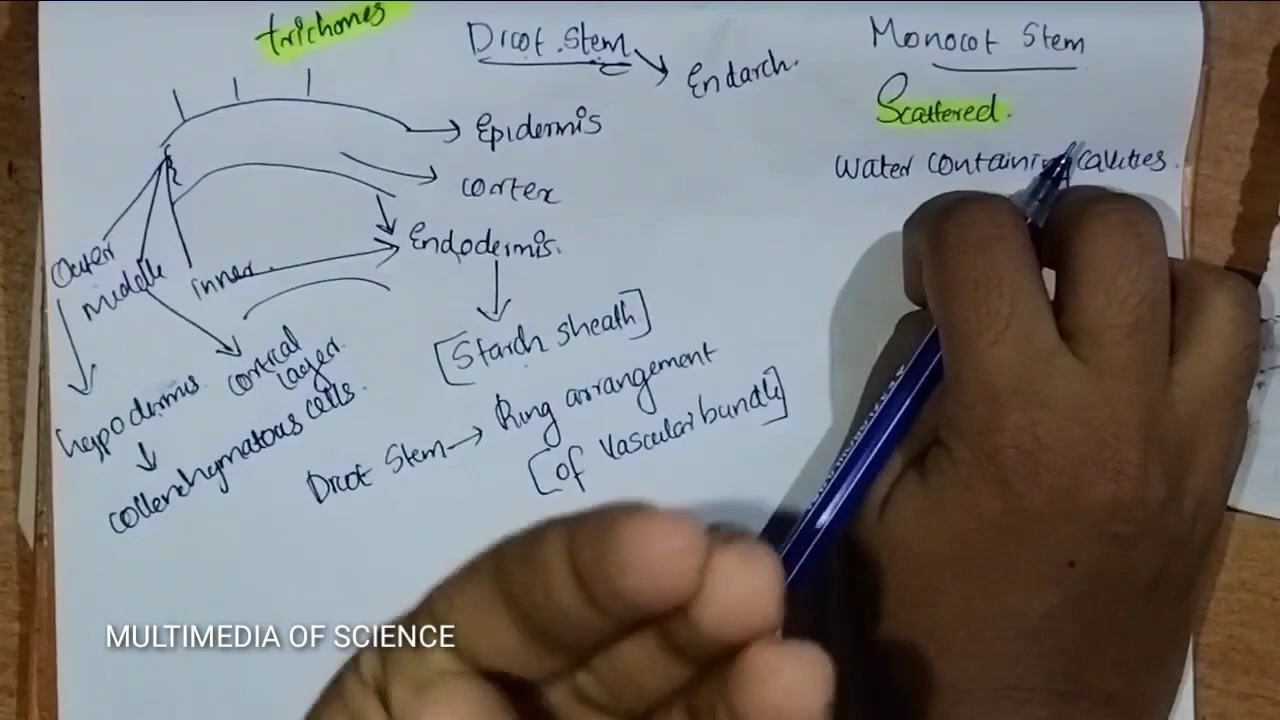 trichomes
Dicot Stem
Endarch.
Epidermis
cortex
Endodermis.
[Starch sheath]
Outer
Middle
inner
hypodermis
collenchymatous cells.
cortical
layer.
Dicot Stem → Ring arrangement
[of vascular bundle]
Monocot Stem
Scattered.
Water containing cavities.
MULTIMEDIA OF SCIENCE